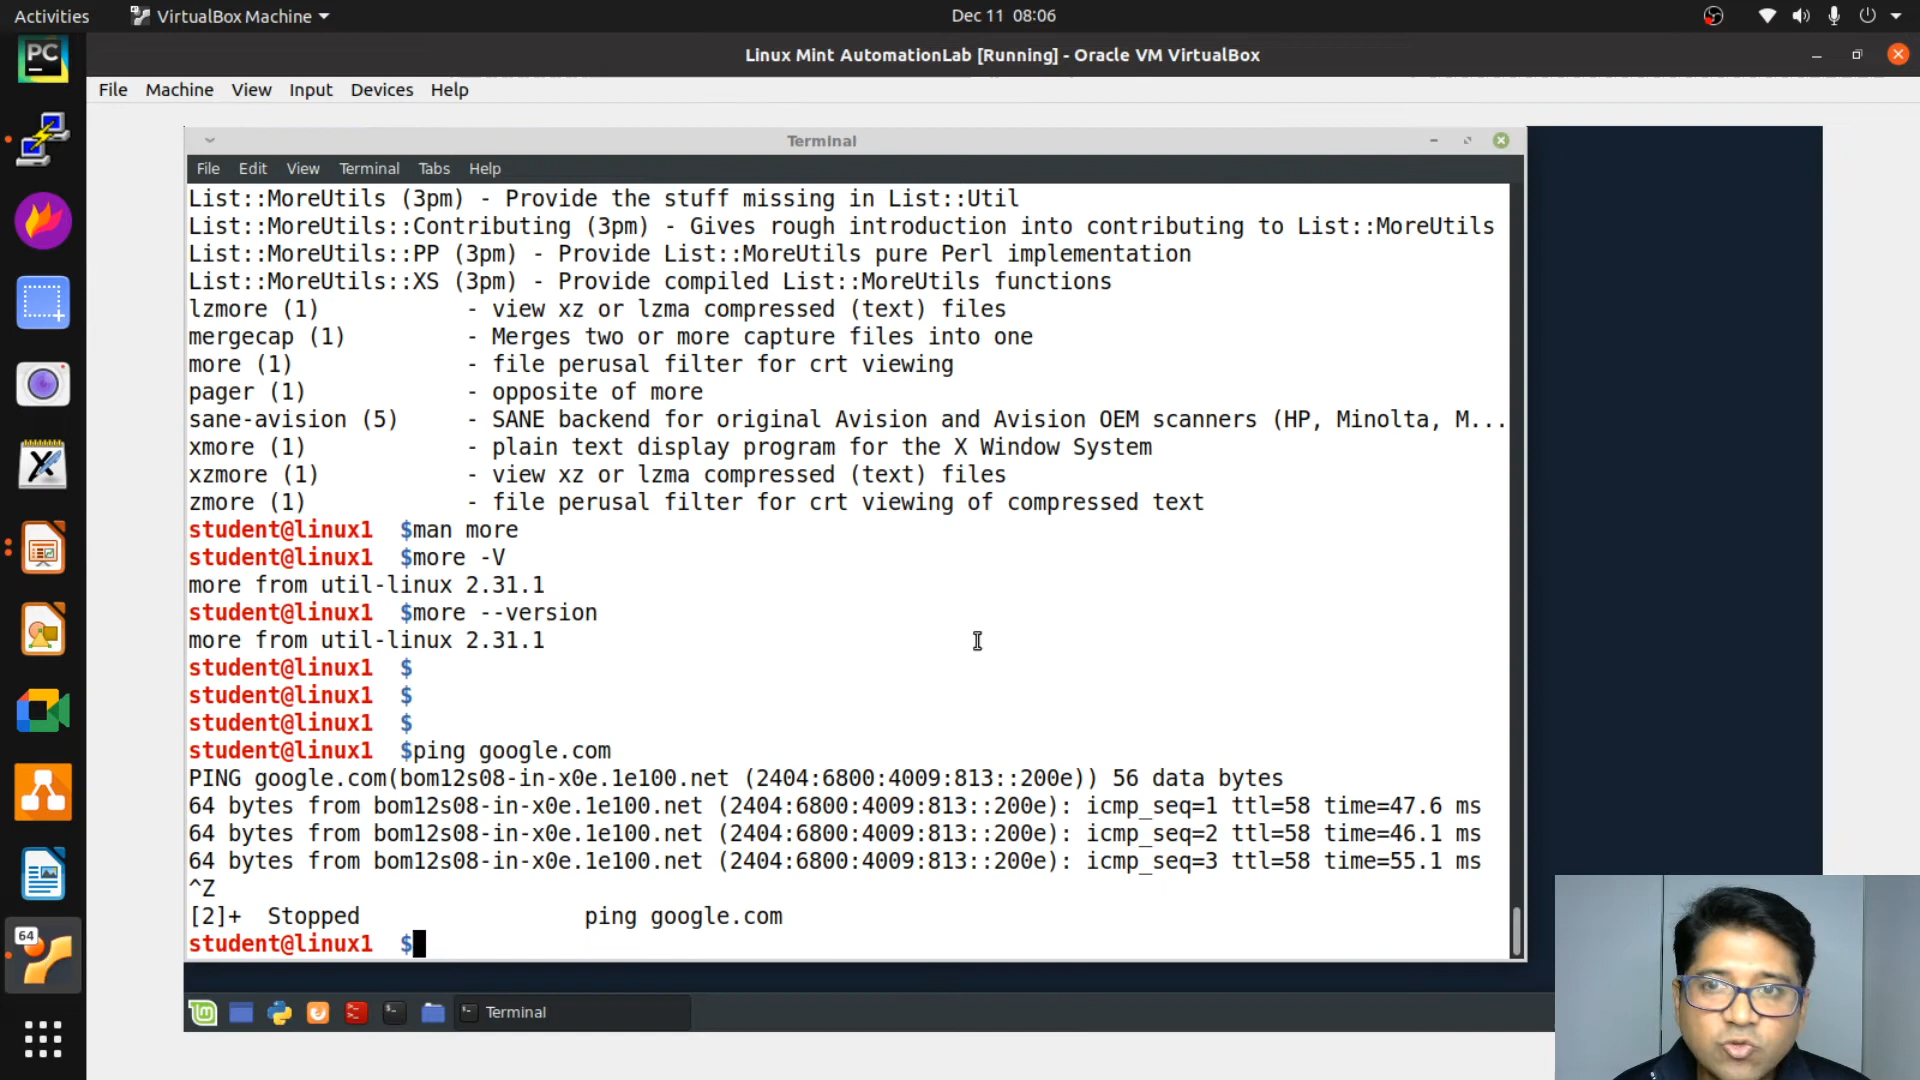 Activities
VirtualBox Machine
Dec 11 08:06
Linux Mint AutomationLab [Running] - Oracle VM VirtualBox
File Machine View Input Devices Help
Terminal
File Edit View Terminal Tabs Help
List::MoreUtils (3pm) - Provide the stuff missing in List::Util
List::MoreUtils::Contributing (3pm) - Gives rough introduction into contributing to List::MoreUtils
List::MoreUtils::PP (3pm) - Provide List::MoreUtils pure Perl implementation
List::MoreUtils::XS (3pm) - Provide compiled List::MoreUtils functions
lzmore (1) - view xz or lzma compressed (text) files
mergecap (1) - Merges two or more capture files into one
more (1) - file perusal filter for crt viewing
pager (1) - opposite of more
sane-avision (5) - SANE backend for original Avision and Avision OEM scanners (HP, Minolta, M...
xmore (1) - plain text display program for the X Window System
xzmore (1) - view xz or lzma compressed (text) files
zmore (1) - file perusal filter for crt viewing of compressed text
student@linux1 $man more
student@linux1 $more -V
more from util-linux 2.31.1
student@linux1 $more --version
more from util-linux 2.31.1
student@linux1 $
student@linux1 $
student@linux1 $
student@linux1 $ping google.com
PING google.com(bom12s08-in-x0e.1e100.net (2404:6800:4009:813::200e)) 56 data bytes
64 bytes from bom12s08-in-x0e.1e100.net (2404:6800:4009:813::200e): icmp_seq=1 ttl=58 time=47.6 ms
64 bytes from bom12s08-in-x0e.1e100.net (2404:6800:4009:813::200e): icmp_seq=2 ttl=58 time=46.1 ms
64 bytes from bom12s08-in-x0e.1e100.net (2404:6800:4009:813::200e): icmp_seq=3 ttl=58 time=55.1 ms
^Z
[2]+ Stopped ping google.com
student@linux1 $
Terminal
PC
64